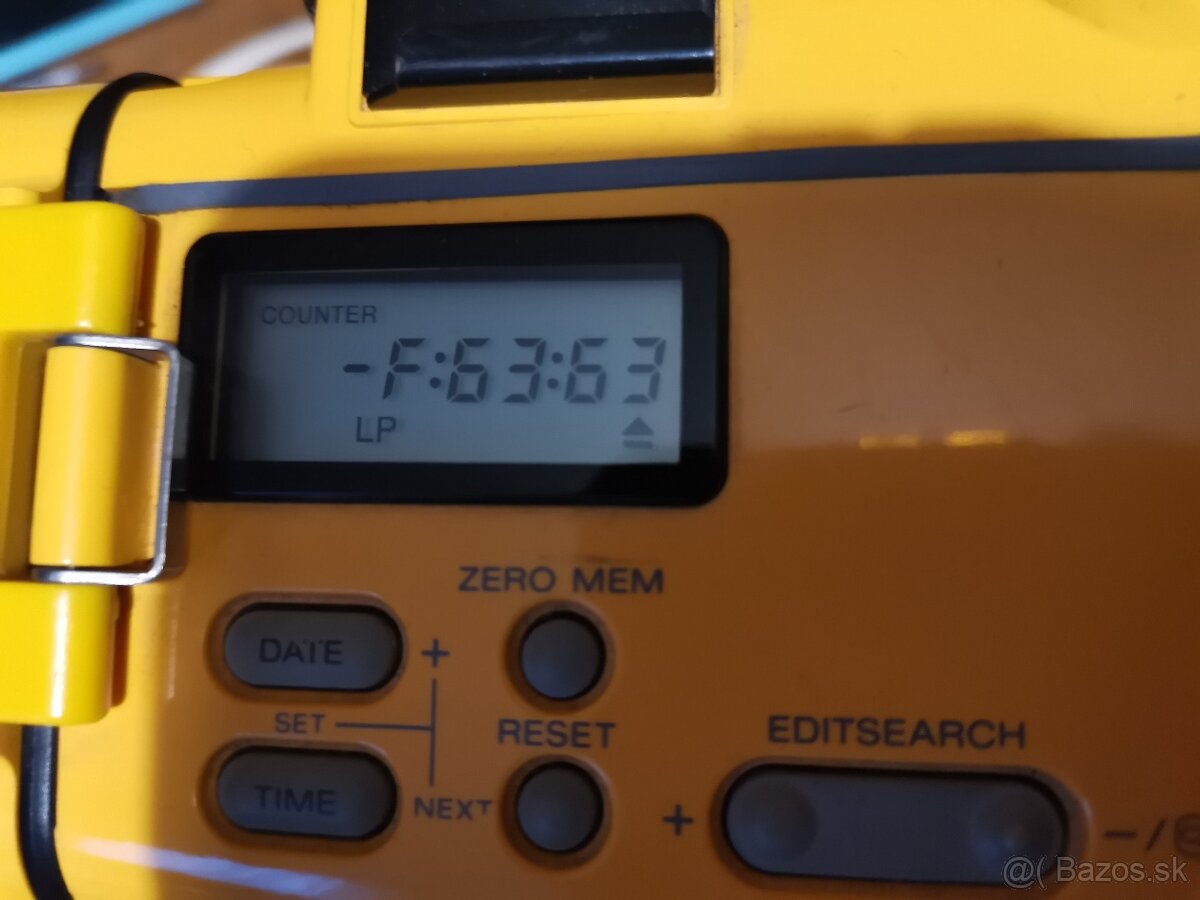 COUNTER
-F:63:63
LP
ZERO MEM
DATE +
SET
RESET
EDITSEARCH
TIME
NEXT
+
- /
@( Bazos.sk